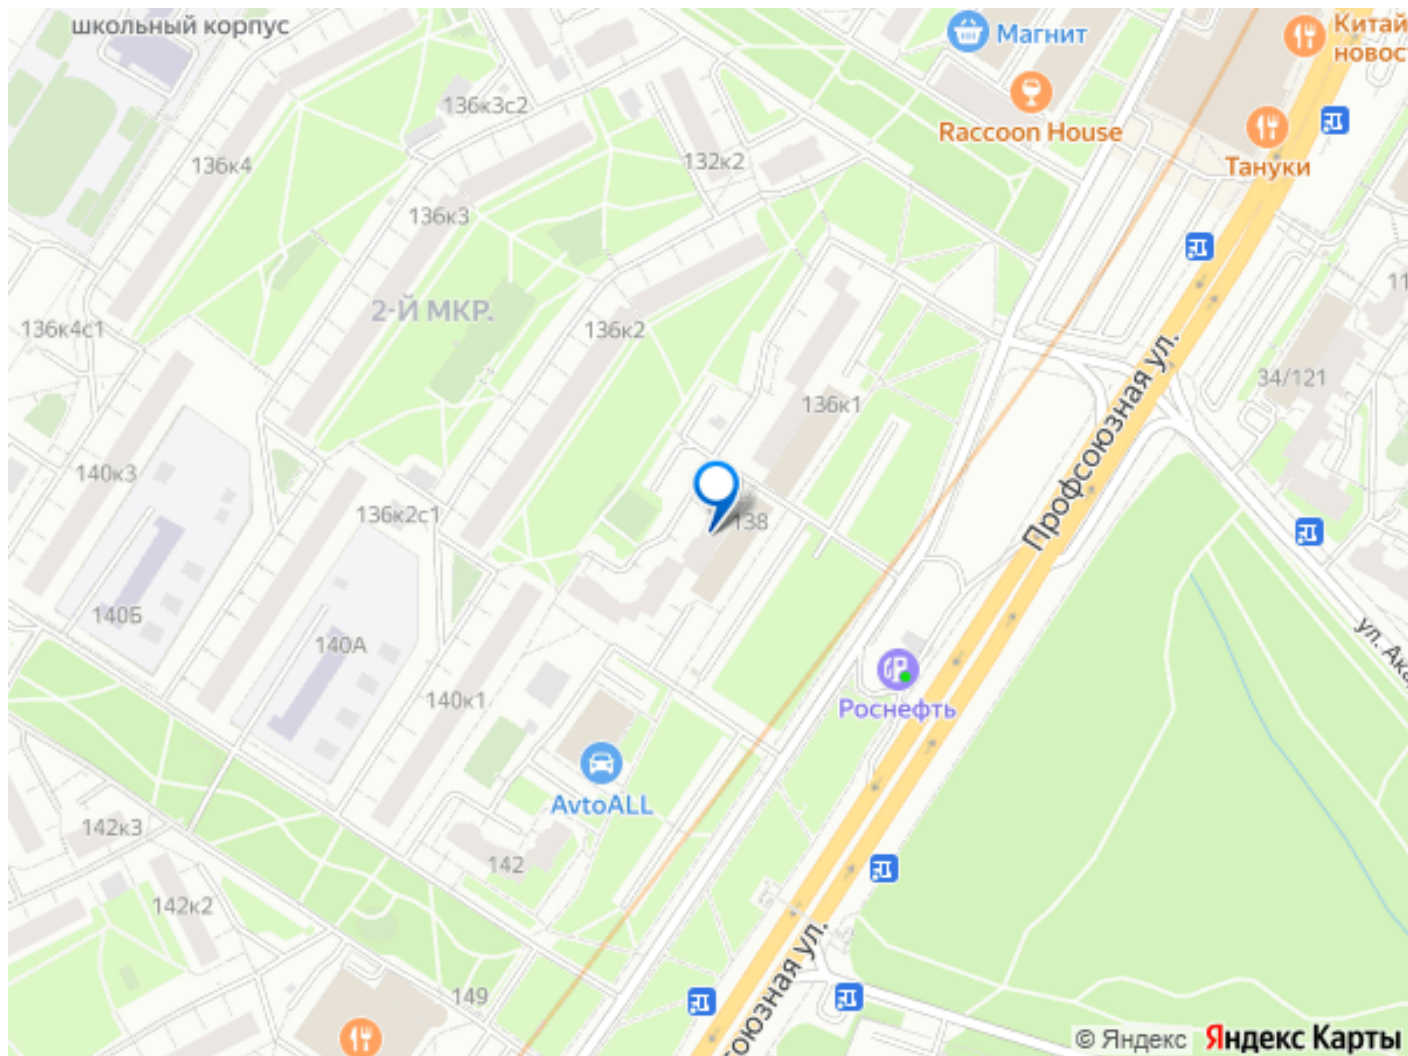 школьный корпус
Магнит
Китай
новос
136к3с2
Raccoon House
136к4
132к2
Тануки
136к3
2-Й МКР.
11
136к4с1
136к2
Профсоюзная ул.
34/121
136к1
140к3
136к2с1
138
140Б
140А
ул. Ака
140к1
Роснефть
AvtoALL
142к3
142
142к2
союзная ул.
149
© Яндекс Яндекс Карты